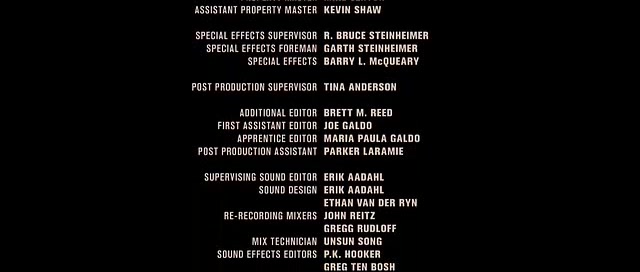 ASSISTANT PROPERTY MASTER KEVIN SHAW
SPECIAL EFFECTS SUPERVISOR R. BRUCE STEINHEIMER
SPECIAL EFFECTS FOREMAN GARTH STEINHEIMER
SPECIAL EFFECTS BARRY L. McQUEARY
POST PRODUCTION SUPERVISOR TINA ANDERSON
ADDITIONAL EDITOR BRETT M. REED
FIRST ASSISTANT EDITOR JOE GALDO
APPRENTICE EDITOR MARIA PAULA GALDO
POST PRODUCTION ASSISTANT PARKER LARAMIE
SUPERVISING SOUND EDITOR ERIK AADAHL
SOUND DESIGN ERIK AADAHL
ETHAN VAN DER RYN
RE-RECORDING MIXERS JOHN REITZ
GREGG RUDLOFF
MIX TECHNICIAN UNSUN SONG
SOUND EFFECTS EDITORS P.K. HOOKER
GREG TEN BOSH